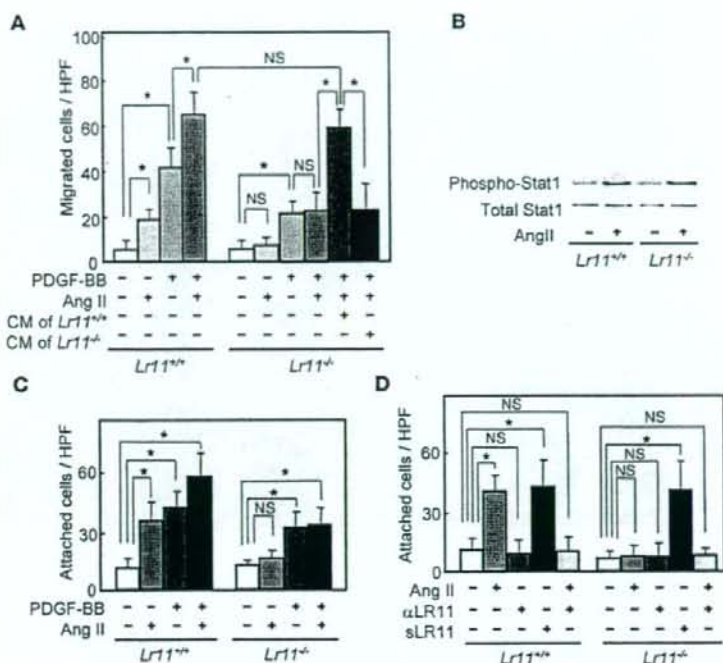 A
NS
*
*
*
*
*
*
NS
*
NS
100
80
60
40
20
0
Migrated cells / HPF
PDGF-BB − − + + − − + + + +
Ang II − + − + − + − + + +
CM of Lr11+/+ − − − − − − − − + −
CM of Lr11-/- − − − − − − − − − +
Lr11+/+ Lr11-/-
B
Phospho-Stat1
Total Stat1
AngII − + − +
Lr11+/+ Lr11-/-
C
*
*
*
*
*
NS
60
30
0
Attached cells / HPF
PDGF-BB − − + + − − + +
Ang II − + − + − + − +
Lr11+/+ Lr11-/-
D
NS
*
NS
*
NS
*
NS
NS
60
30
0
Attached cells / HPF
Ang II − + − − + − + − − +
αLR11 − − + − + − − + − +
sLR11 − − − + − − − − + −
Lr11+/+ Lr11-/-